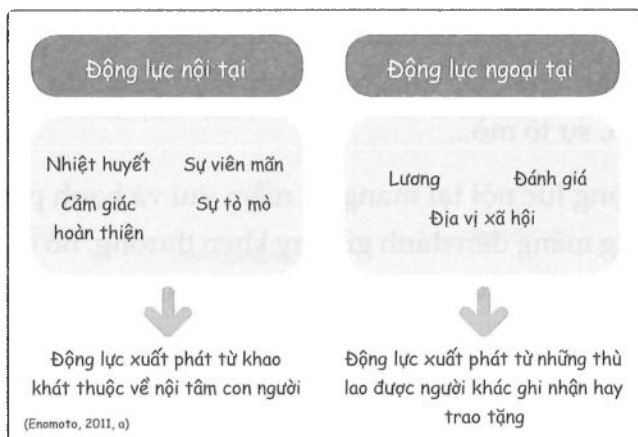 Động lực nội tại
Nhiệt huyết Sự viên mãn
Cảm giác Sự tò mò
hoàn thiện
Động lực xuất phát từ khao
khát thuộc về nội tâm con người
(Enomoto, 2011, a)
Động lực ngoại tại
Lương Đánh giá
Địa vị xã hội
Động lực xuất phát từ những thù
lao được người khác ghi nhận hay
trao tặng